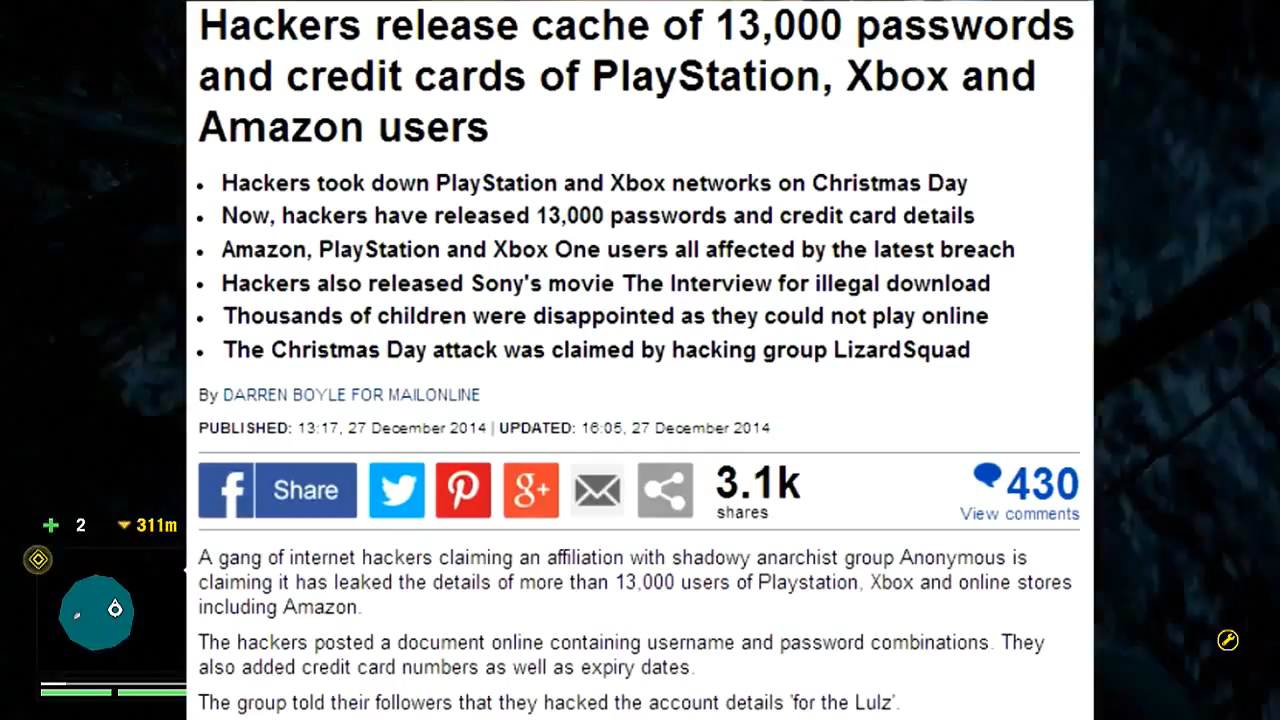 Hackers release cache of 13,000 passwords
and credit cards of PlayStation, Xbox and
Amazon users
• Hackers took down PlayStation and Xbox networks on Christmas Day
• Now, hackers have released 13,000 passwords and credit card details
• Amazon, PlayStation and Xbox One users all affected by the latest breach
• Hackers also released Sony's movie The Interview for illegal download
• Thousands of children were disappointed as they could not play online
• The Christmas Day attack was claimed by hacking group LizardSquad
By DARREN BOYLE FOR MAILONLINE
PUBLISHED: 13:17, 27 December 2014 | UPDATED: 16:05, 27 December 2014
f Share
g+
3.1k
shares
430
View comments
2 311m
A gang of internet hackers claiming an affiliation with shadowy anarchist group Anonymous is
claiming it has leaked the details of more than 13,000 users of Playstation, Xbox and online stores
including Amazon.
The hackers posted a document online containing username and password combinations. They
also added credit card numbers as well as expiry dates.
The group told their followers that they hacked the account details 'for the Lulz'.